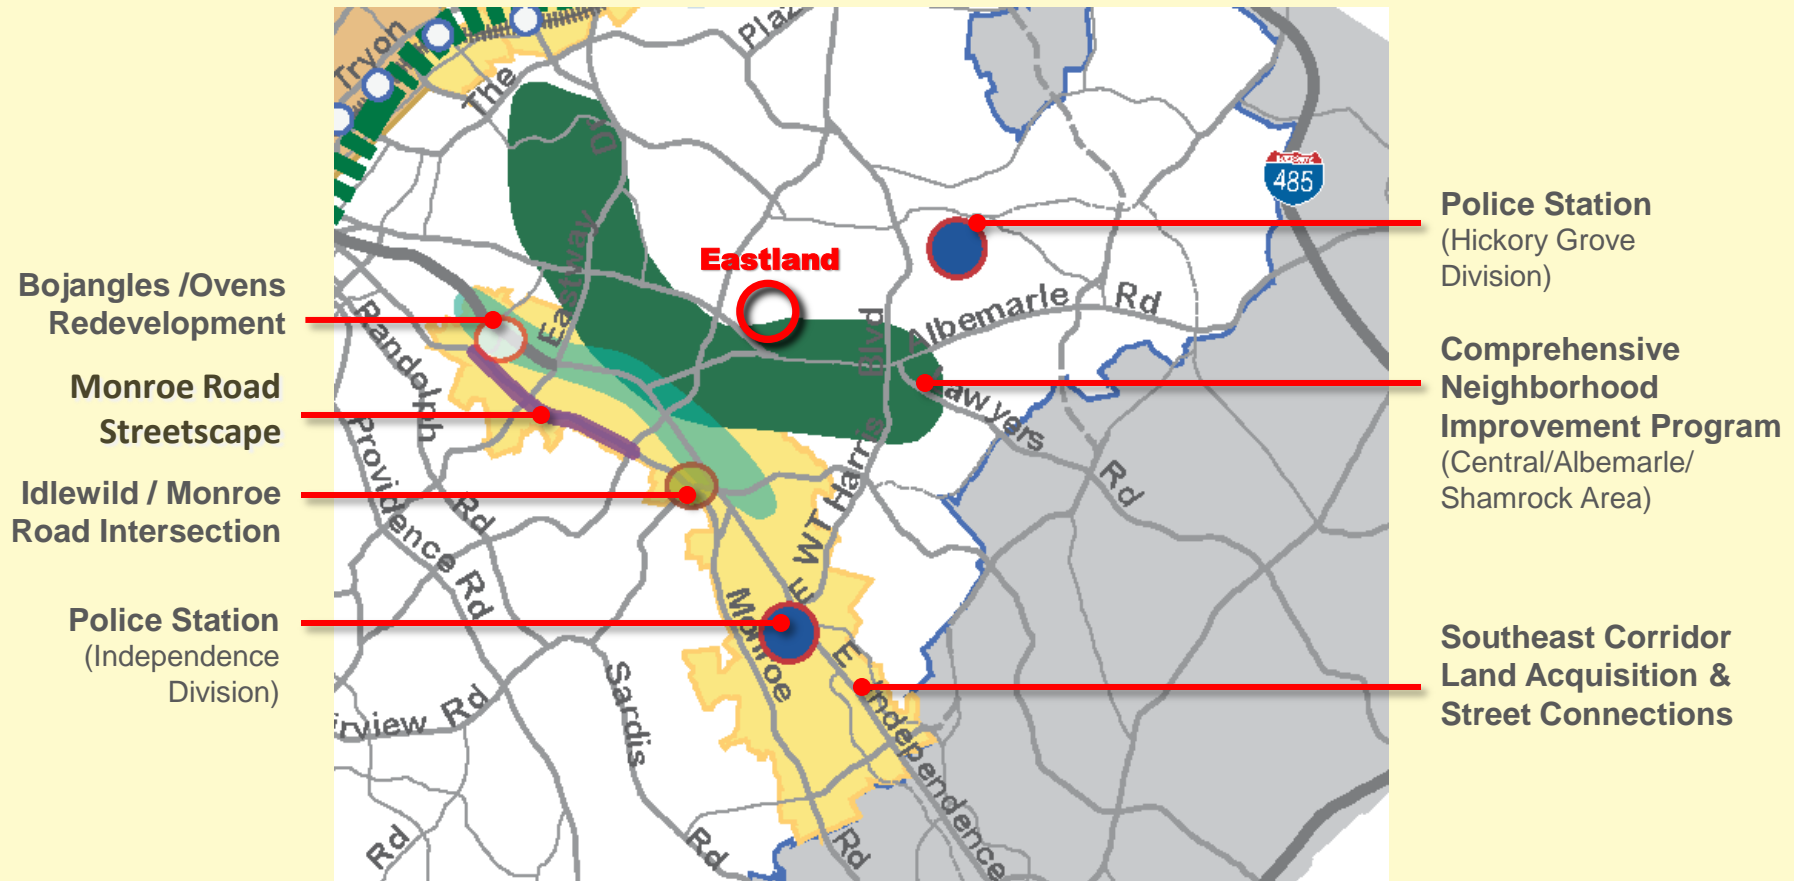 Bojangles /Ovens
Redevelopment
Monroe Road
Streetscape
Idlewild / Monroe
Road Intersection
Police Station
(Independence
Division)
Tryon
The
Plaz
Dr
Eastway
Eastland
485
Albemarle Rd
Blvd
Lawyers
Rd
WT Harris
E
Randolph
Rd
Providence Rd
Monroe
Rd
E Independence
Sardis
Rd
rview Rd
Rd
Police Station
(Hickory Grove
Division)
Comprehensive
Neighborhood
Improvement Program
(Central/Albemarle/
Shamrock Area)
Southeast Corridor
Land Acquisition &
Street Connections